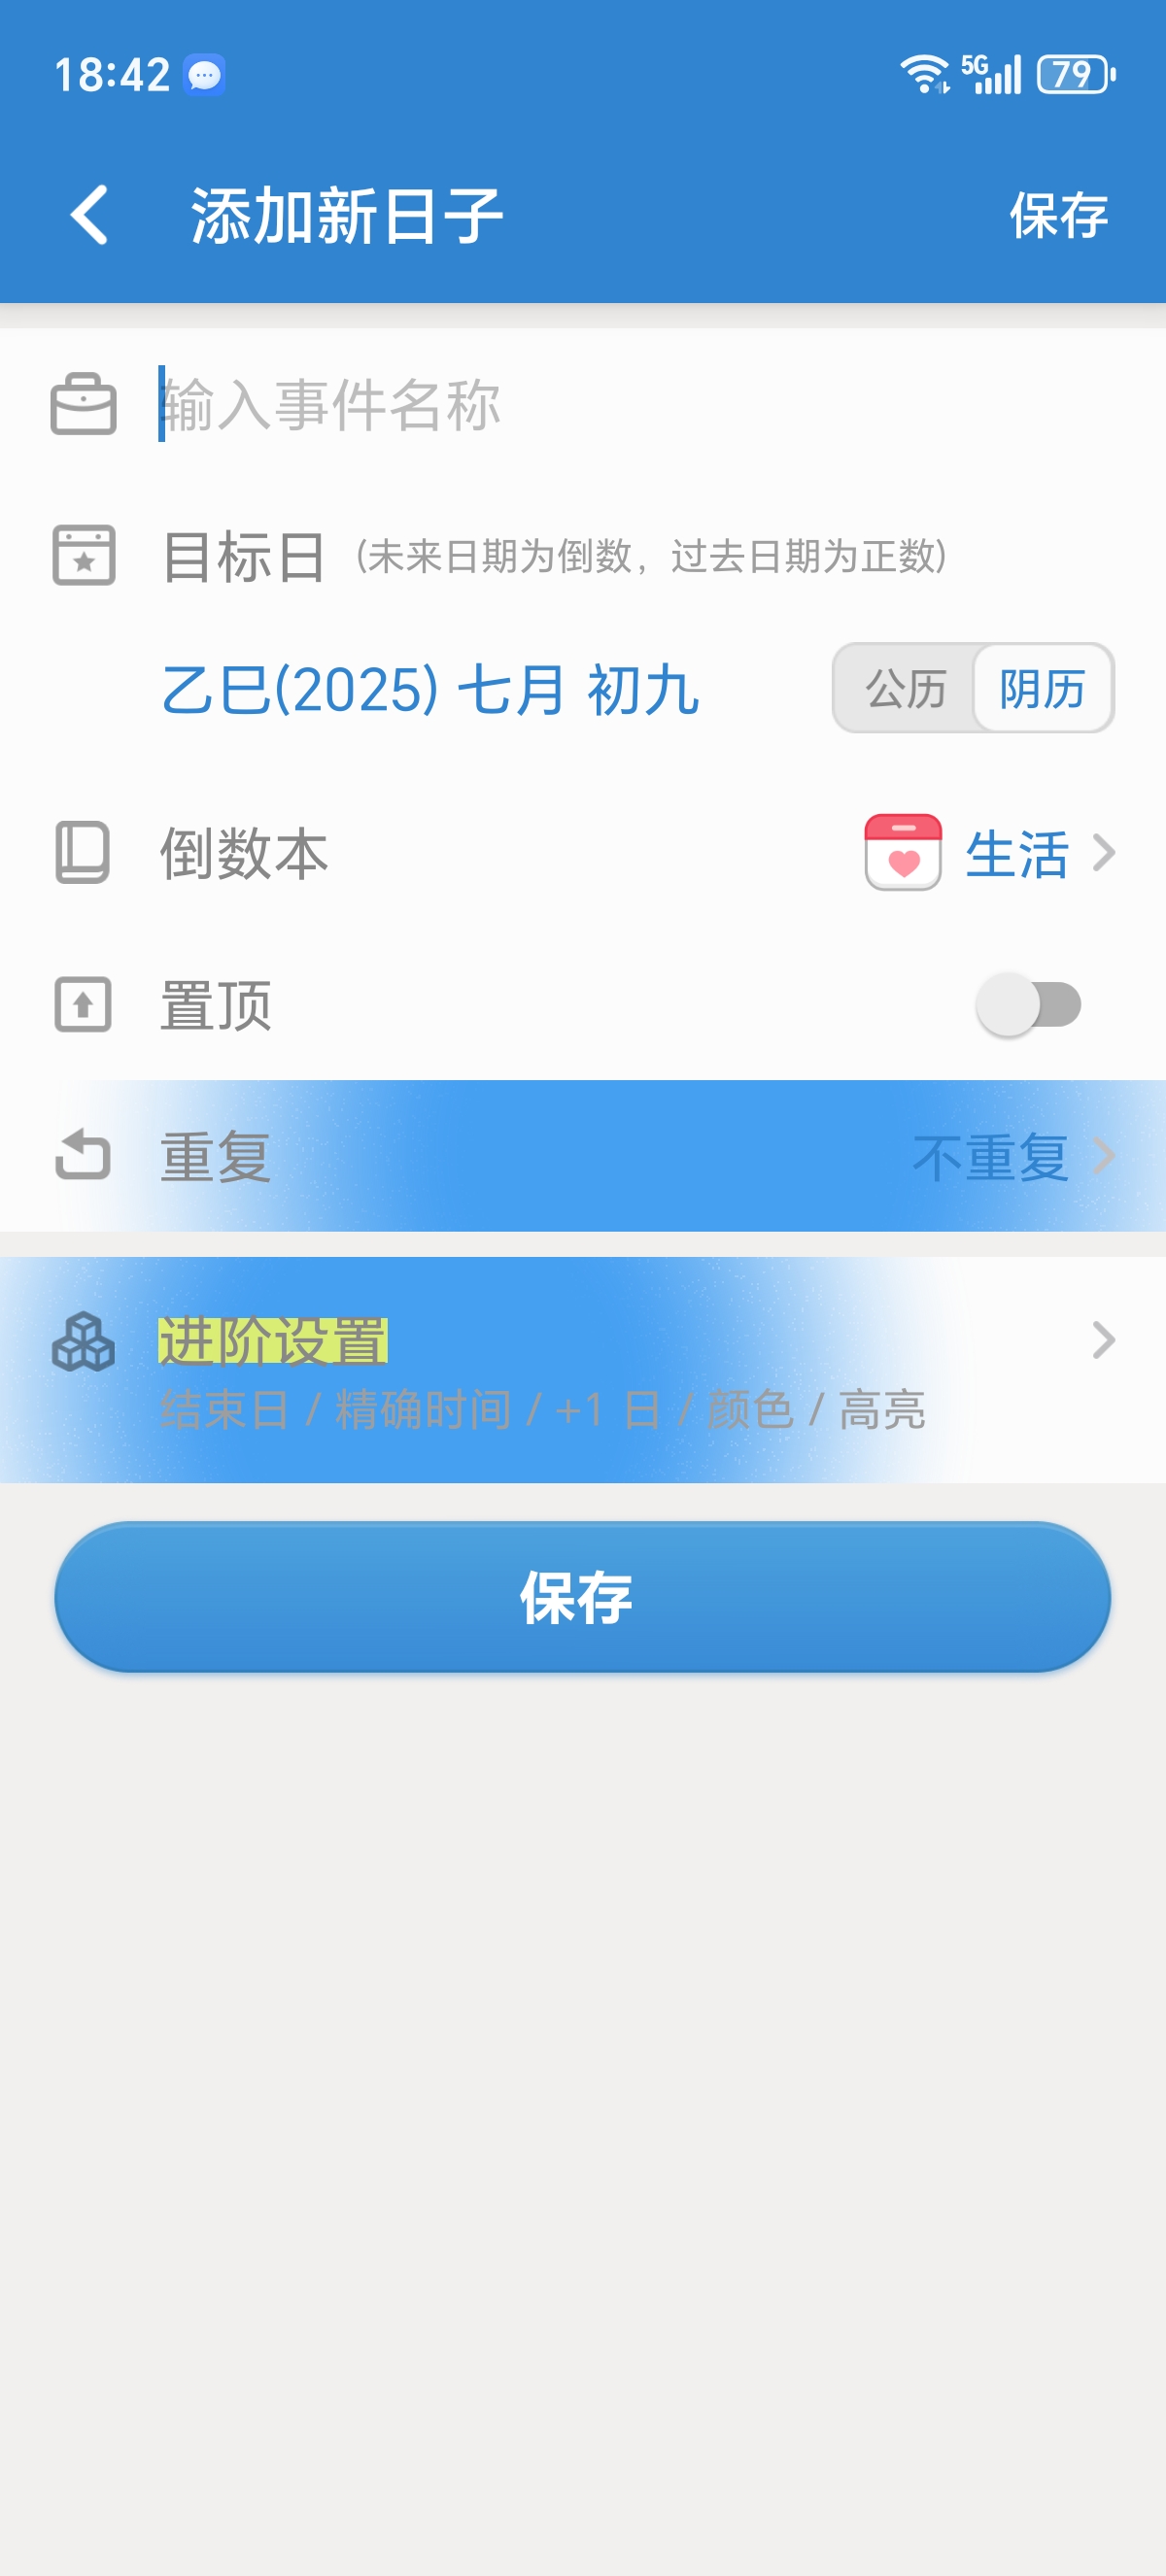 18:42
5G 79
添加新日子
保存
输入事件名称
目标日 (未来日期为倒数，过去日期为正数)
乙巳(2025) 七月 初九
公历 阴历
倒数本 生活
置顶
重复 不重复
进阶设置
结束日 / 精确时间 / +1 日 / 颜色 / 高亮
保存